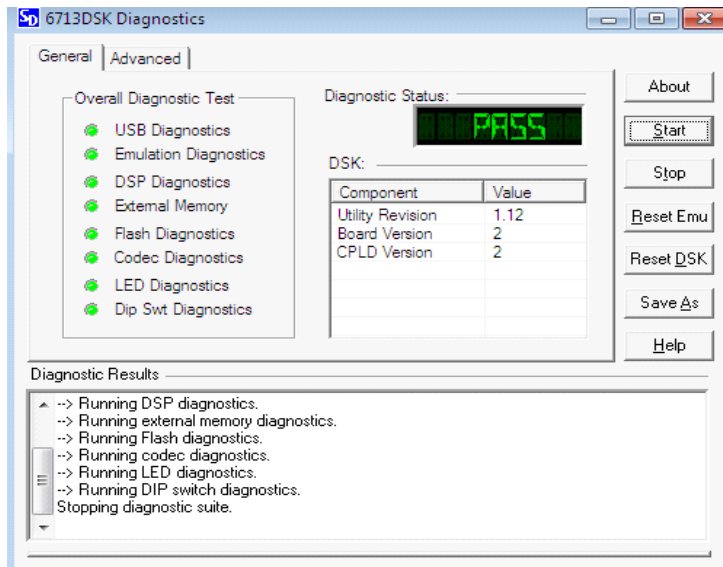 SD 6713DSK Diagnostics
General Advanced
Overall Diagnostic Test
USB Diagnostics
Emulation Diagnostics
DSP Diagnostics
External Memory
Flash Diagnostics
Codec Diagnostics
LED Diagnostics
Dip Swt Diagnostics
Diagnostic Status:
PASS
DSK:
Component Value
Utility Revision 1.12
Board Version 2
CPLD Version 2
About
Start
Stop
Reset Emu
Reset DSK
Save As
Help
Diagnostic Results
--> Running DSP diagnostics.
--> Running external memory diagnostics.
--> Running Flash diagnostics.
--> Running codec diagnostics.
--> Running LED diagnostics.
--> Running DIP switch diagnostics.
Stopping diagnostic suite.